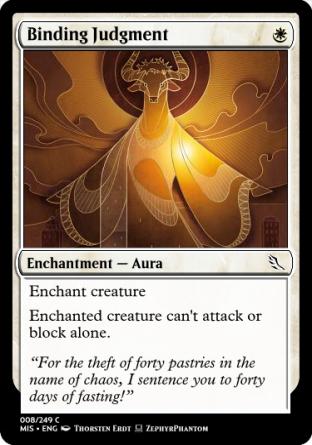 Binding Judgment
Enchantment — Aura
Enchant creature
Enchanted creature can't attack or
block alone.
“For the theft of forty pastries in the
name of chaos, I sentence you to forty
days of fasting!”
008/249 C
MIS • ENG Thorsten Erdt ZephyrPhantom